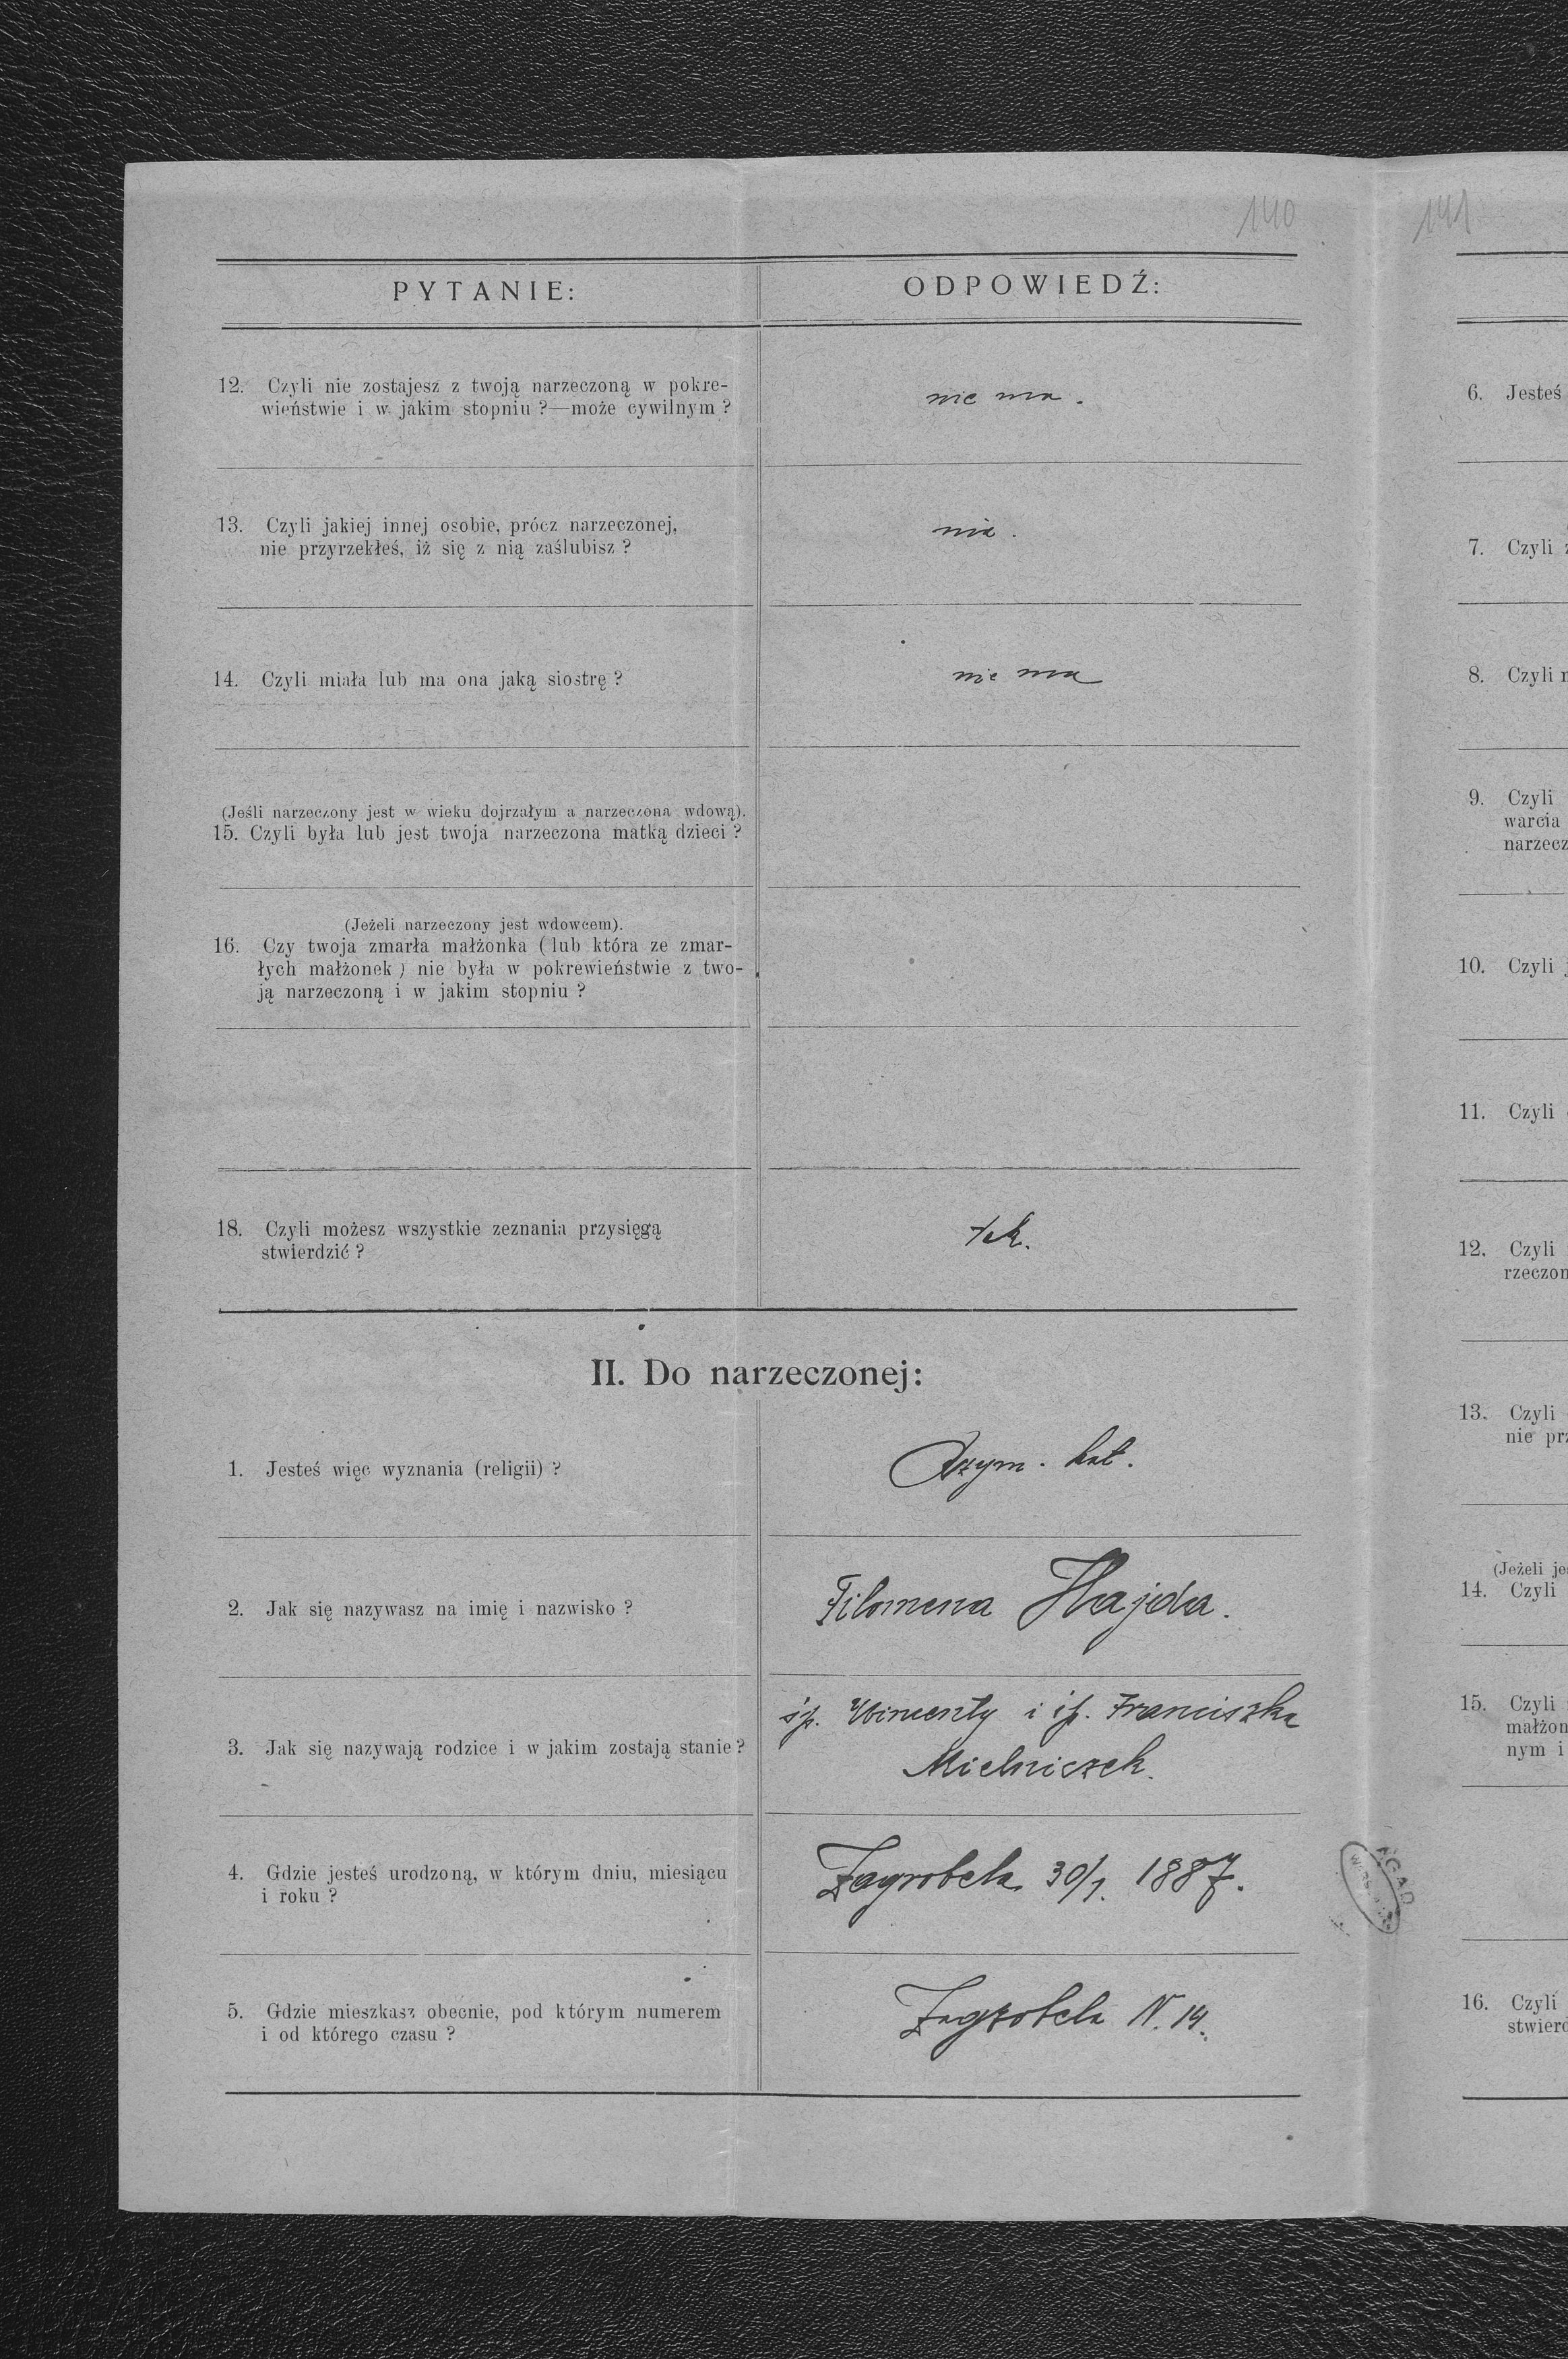 140
141
PYTANIE:
ODPOWIEDŹ:
12. Czyli nie zostajesz z twoją narzeczoną w pokre-
wieństwie i w jakim stopniu ?—może cywilnym ?
nie ma .
13. Czyli jakiej innej osobie, prócz narzeczonej,
nie przyrzekłeś, iż się z nią zaślubisz ?
nie .
14. Czyli miała lub ma ona jaką siostrę ?
nie ma
(Jeśli narzeczony jest w wieku dojrzałym a narzeczona wdową).
15. Czyli była lub jest twoja narzeczona matką dzieci ?
(Jeżeli narzeczony jest wdowcem).
16. Czy twoja zmarła małżonka ( lub która ze zmar-
łych małżonek ) nie była w pokrewieństwie z two-
ją narzeczoną i w jakim stopniu ?
18. Czyli możesz wszystkie zeznania przysięgą
stwierdzić ?
tak.
II. Do narzeczonej:
1. Jesteś więc wyznania (religii) ?
Rzym. kat.
2. Jak się nazywasz na imię i nazwisko ?
Filomena Hajda.
3. Jak się nazywają rodzice i w jakim zostają stanie ?
śp. Wincenty i śp. Franciszka
Mielniczek.
4. Gdzie jesteś urodzoną, w którym dniu, miesiącu
i roku ?
Zagrobela 30/1. 1887.
5. Gdzie mieszkasz obecnie, pod którym numerem
i od którego czasu ?
Zagrobela N. 14.
6. Jesteś
7. Czyli
8. Czyli
9. Czyli
warcia
narzecz
10. Czyli
11. Czyli
12. Czyli
rzeczon
13. Czyli
nie prz
(Jeżeli je
14. Czyli
15. Czyli
małżon
nym i
16. Czyli
stwierd
AGAD